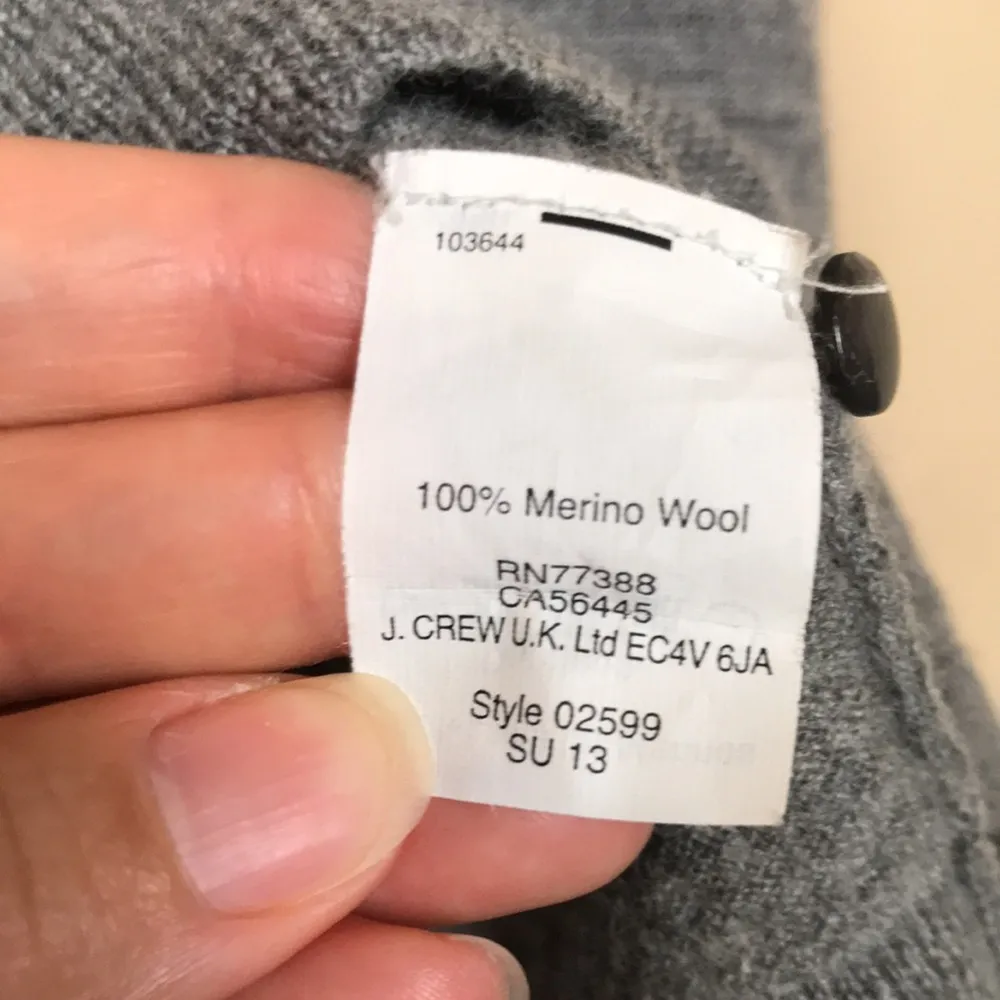 103644
100% Merino Wool
RN77388
CA56445
J. CREW U.K. Ltd EC4V 6JA
Style 02599
SU 13